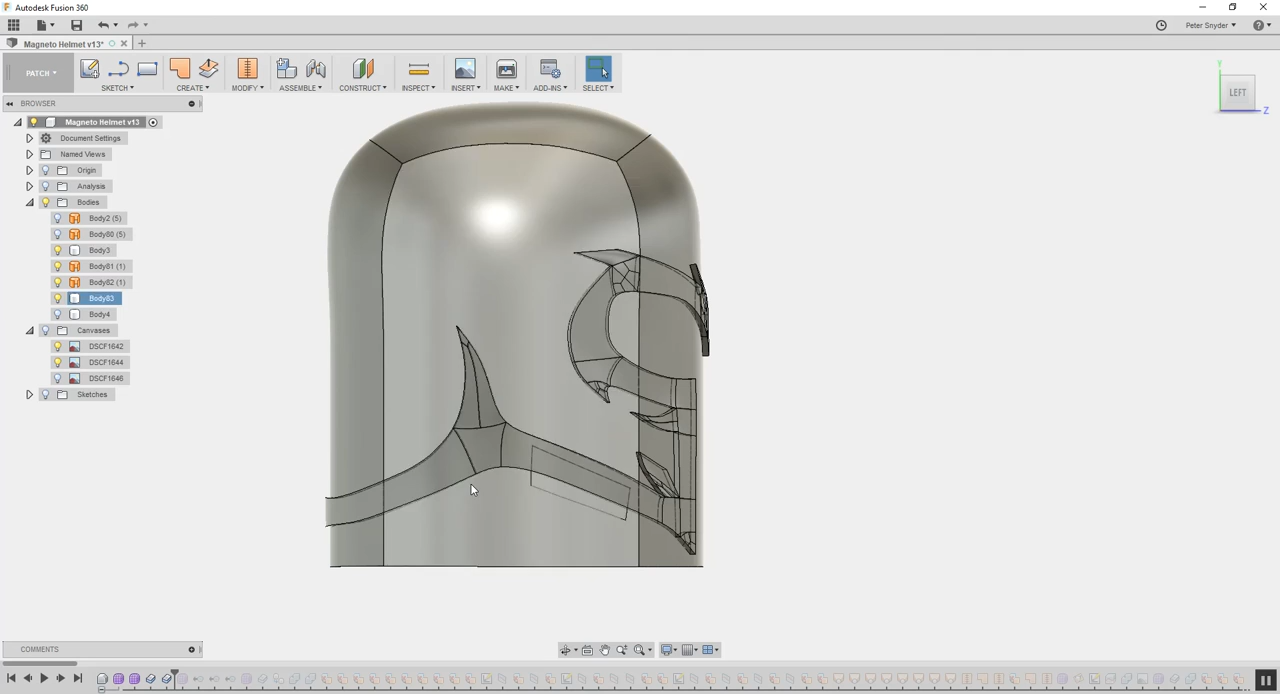 Autodesk Fusion 360
Peter Snyder
Magneto Helmet v13*
PATCH
SKETCH
CREATE
MODIFY
ASSEMBLE
CONSTRUCT
INSPECT
INSERT
MAKE
ADD-INS
SELECT
Y
LEFT
Z
BROWSER
Magneto Helmet v13
Document Settings
Named Views
Origin
Analysis
Bodies
Body2 (5)
Body80 (5)
Body3
Body81 (1)
Body82 (1)
Body83
Body4
Canvases
DSCF1642
DSCF1644
DSCF1646
Sketches
COMMENTS